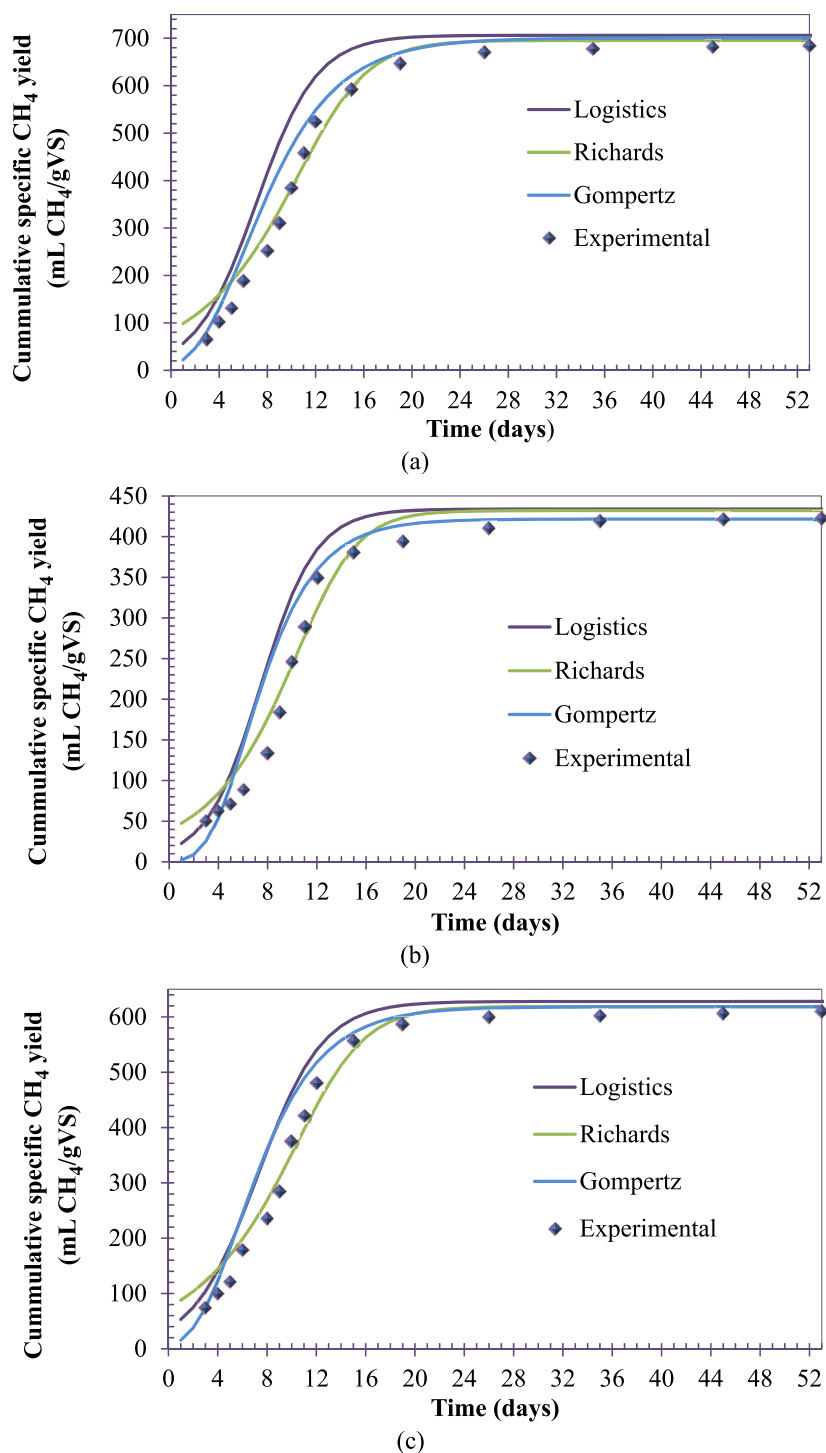 Cummulative specific CH4 yield
(mL CH4/gVS)
700
600
500
400
300
200
100
0
Logistics
Richards
Gompertz
Experimental
0 4 8 12 16 20 24 28 32 36 40 44 48 52
Time (days)
(a)
Cummulative specific CH4 yield
(mL CH4/gVS)
450
400
350
300
250
200
150
100
50
0
Logistics
Richards
Gompertz
Experimental
0 4 8 12 16 20 24 28 32 36 40 44 48 52
Time (days)
(b)
Cummulative specific CH4 yield
(mL CH4/gVS)
600
500
400
300
200
100
0
Logistics
Richards
Gompertz
Experimental
0 4 8 12 16 20 24 28 32 36 40 44 48 52
Time (days)
(c)